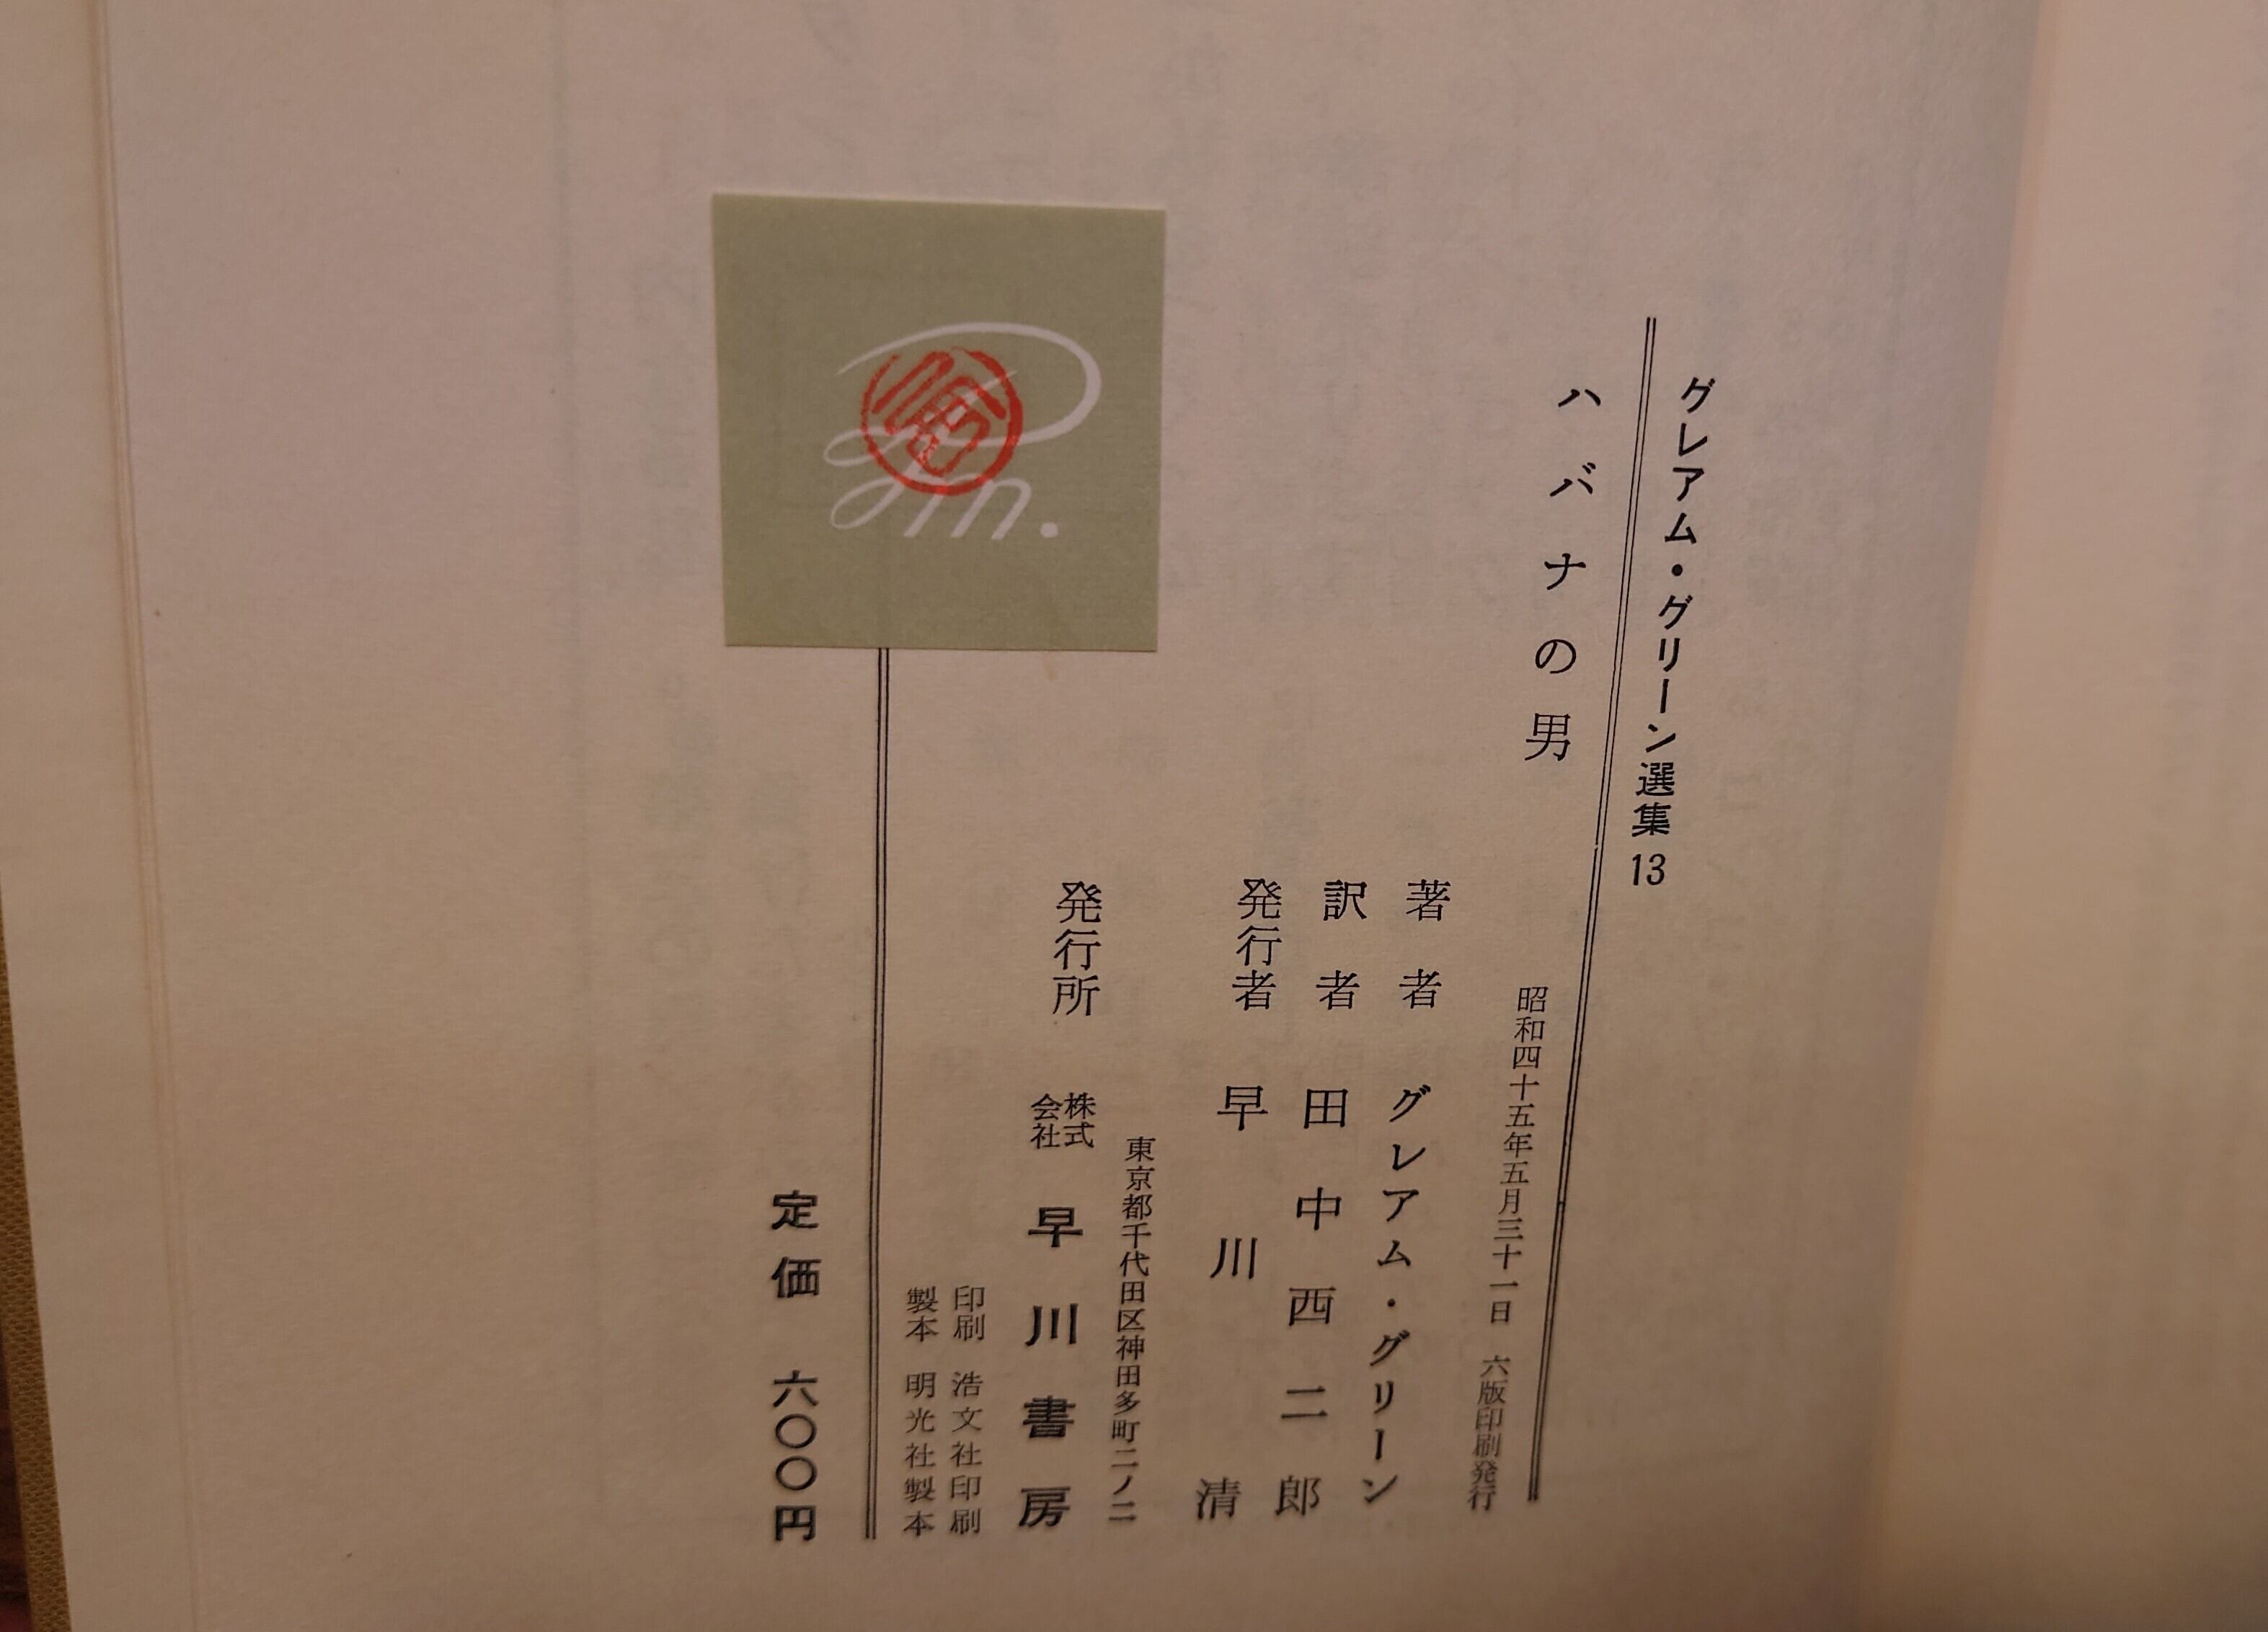 グレアム・グリーン選集13
ハバナの男
昭和四十五年五月三十一日 六版印刷発行
著者 グレアム・グリーン
訳者 田中西二郎
発行者 早川清
東京都千代田区神田多町二ノ二
発行所 株式会社 早川書房
印刷 浩文社印刷
製本 明光社製本
定価 六〇〇円